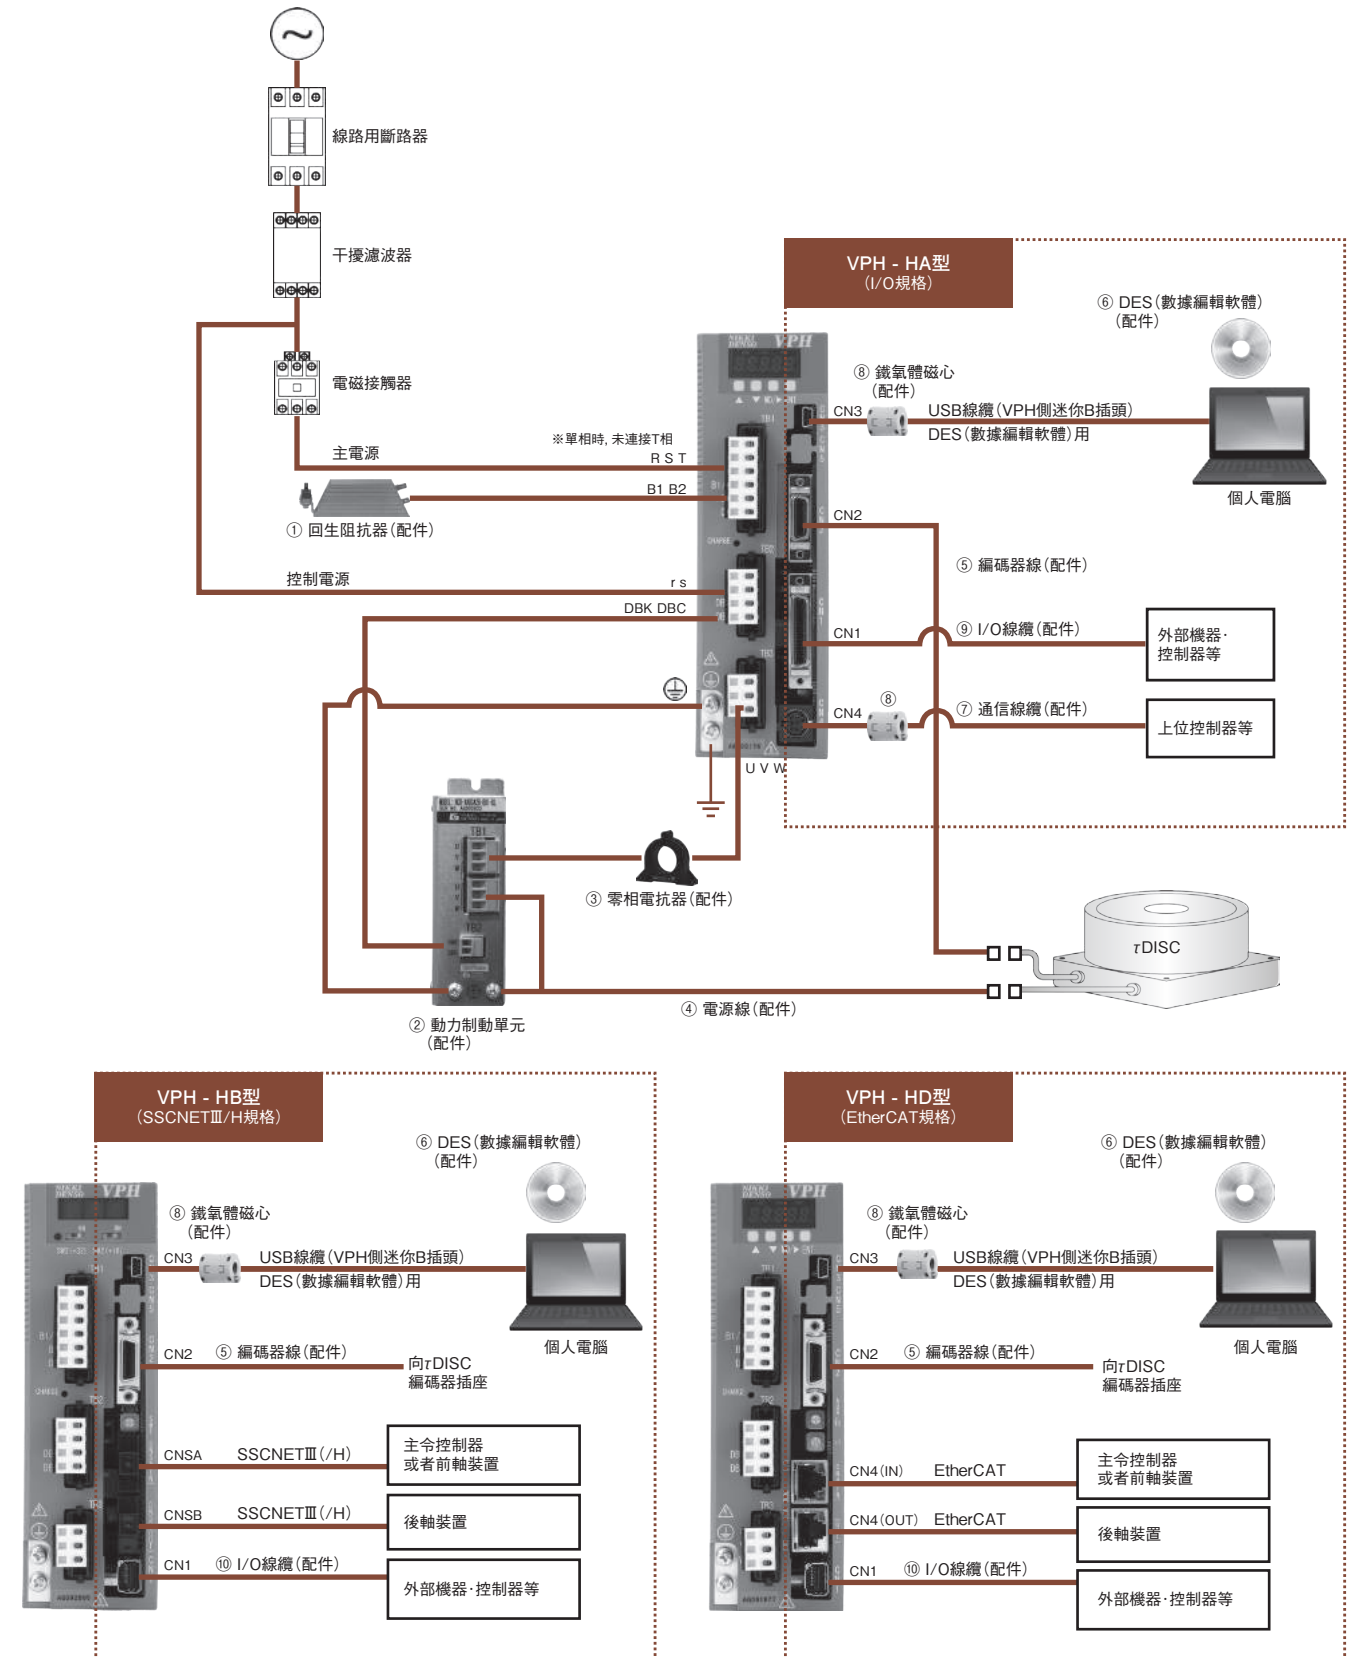 線路用斷路器
干擾濾波器
電磁接觸器
主電源
※單相時, 未連接T相
R S T
B1 B2
① 回生阻抗器(配件)
控制電源
r s
DBK DBC
VPH - HA型
(I/O規格)
NIKKI
DENSO
VPH
TB1
CHARGE
TB2
TB3
U V W
⑥ DES(數據編輯軟體)
(配件)
⑧ 鐵氧體磁心
(配件)
CN3
USB線纜(VPH側迷你B插頭)
DES(數據編輯軟體)用
個人電腦
CN2
⑤ 編碼器線(配件)
CN1
⑨ I/O線纜(配件)
外部機器·
控制器等
CN4
⑧
⑦ 通信線纜(配件)
上位控制器等
TB1
TB2
③ 零相電抗器(配件)
τDISC
④ 電源線(配件)
② 動力制動單元
(配件)
VPH - HB型
(SSCNETⅢ/H規格)
⑥ DES(數據編輯軟體)
(配件)
NIKKI
DENSO
VPH
⑧ 鐵氧體磁心
(配件)
CN3
USB線纜(VPH側迷你B插頭)
DES(數據編輯軟體)用
個人電腦
CN2
⑤ 編碼器線(配件)
向τDISC
編碼器插座
CNSA
SSCNETⅢ(/H)
主令控制器
或者前軸裝置
CNSB
SSCNETⅢ(/H)
後軸裝置
CN1
⑩ I/O線纜(配件)
外部機器·控制器等
VPH - HD型
(EtherCAT規格)
⑥ DES(數據編輯軟體)
(配件)
NIKKI
DENSO
VPH
⑧ 鐵氧體磁心
(配件)
CN3
USB線纜(VPH側迷你B插頭)
DES(數據編輯軟體)用
個人電腦
CN2
⑤ 編碼器線(配件)
向τDISC
編碼器插座
CN4(IN)
EtherCAT
主令控制器
或者前軸裝置
CN4(OUT)
EtherCAT
後軸裝置
CN1
⑩ I/O線纜(配件)
外部機器·控制器等